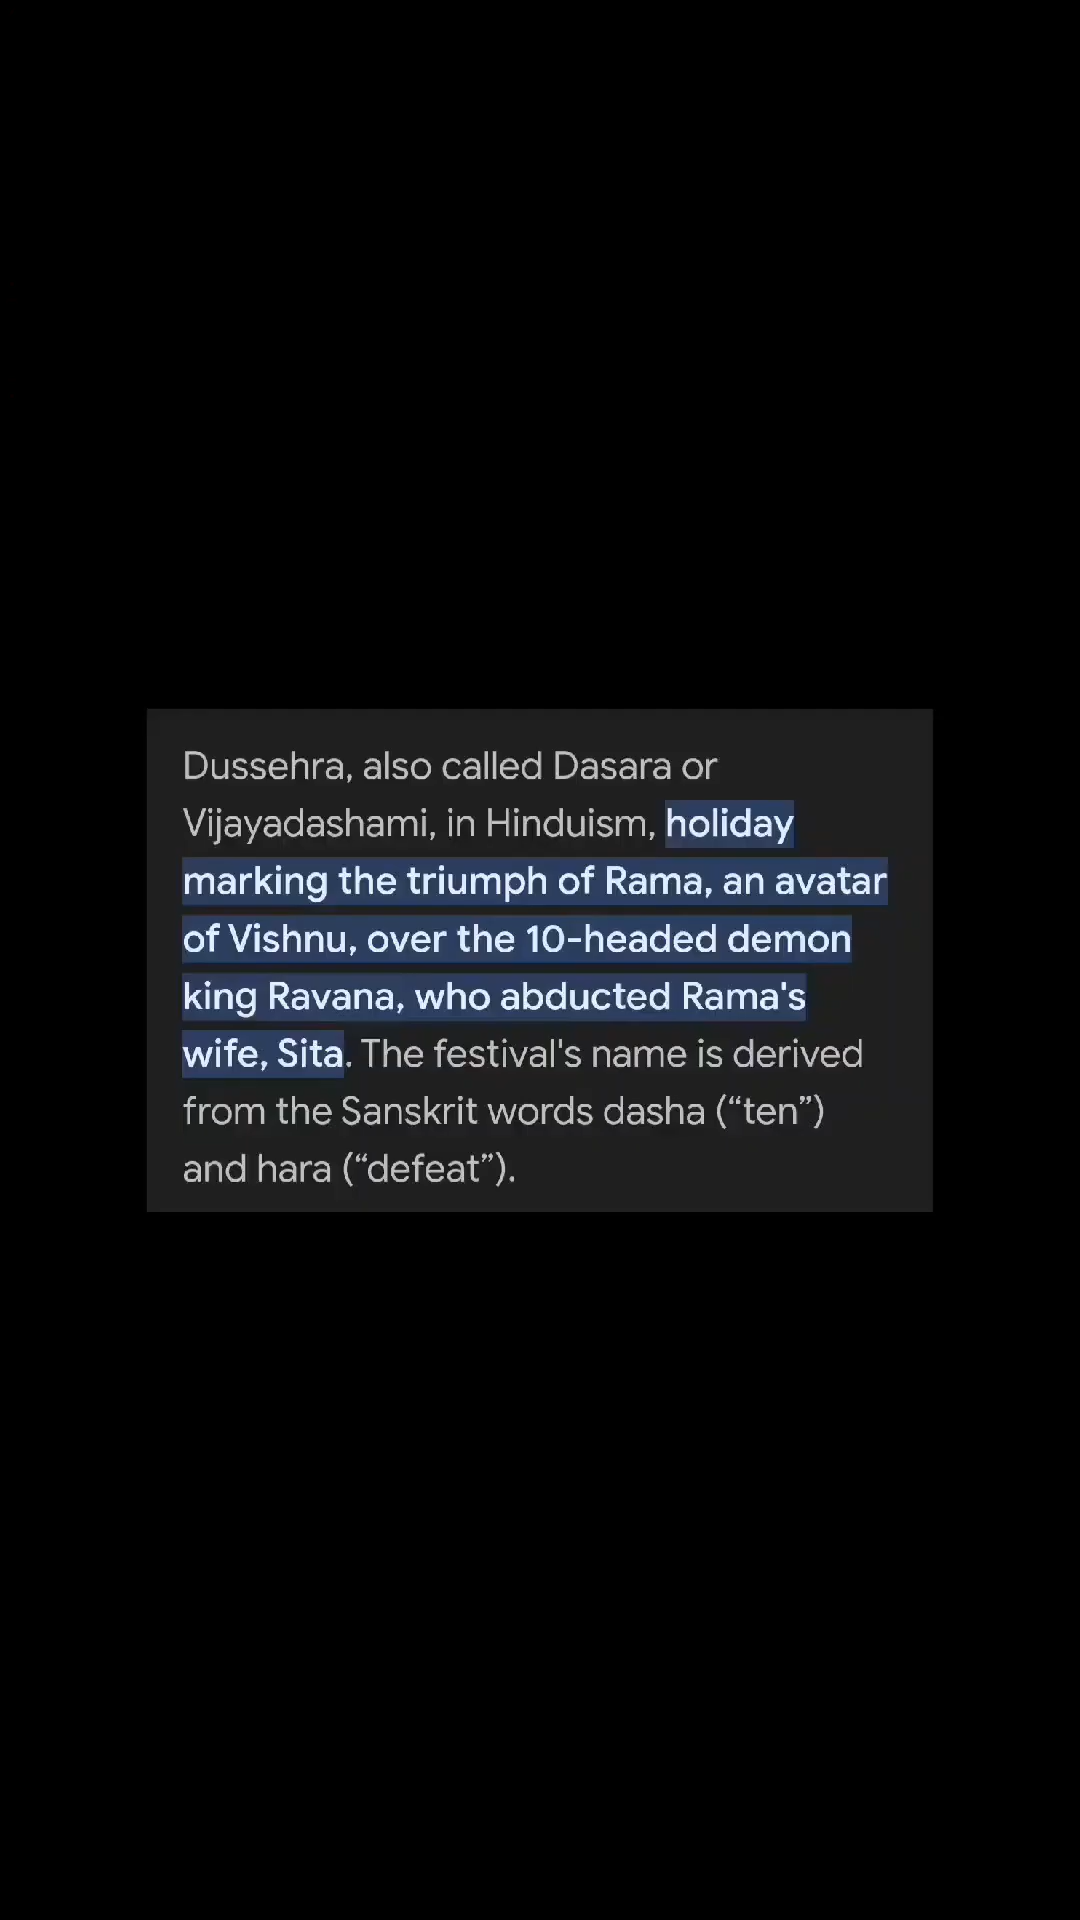 Dussehra, also called Dasara or
Vijayadashami, in Hinduism, holiday
marking the triumph of Rama, an avatar
of Vishnu, over the 10-headed demon
king Ravana, who abducted Rama's
wife, Sita. The festival's name is derived
from the Sanskrit words dasha (“ten”)
and hara (“defeat”).